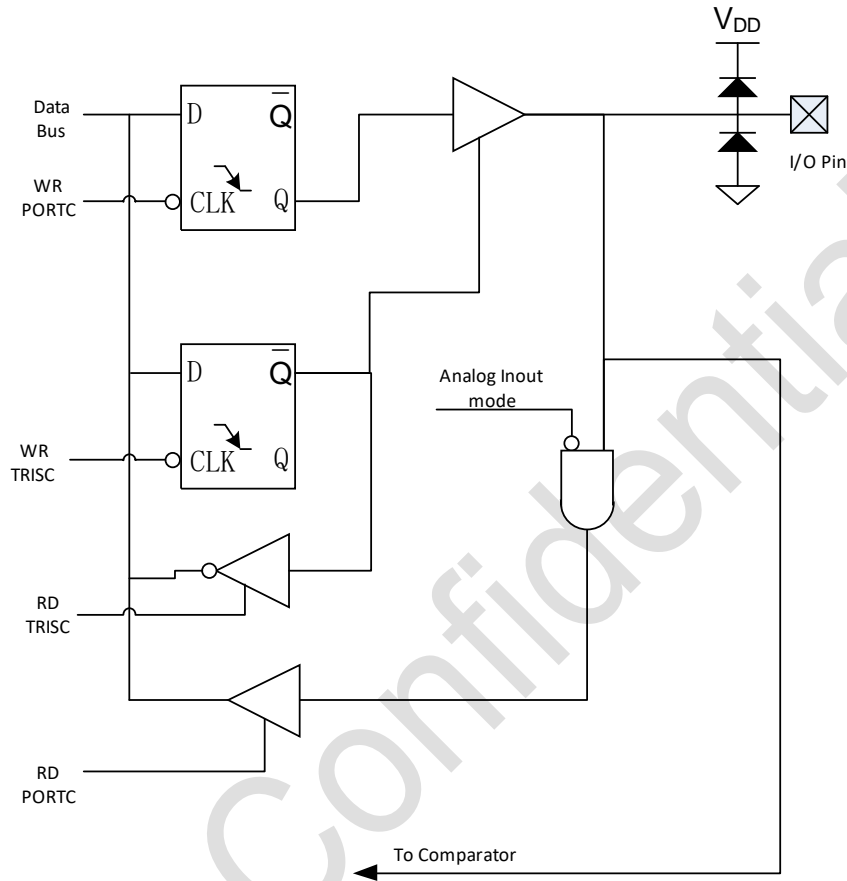 V_DD
Data
Bus
D
Q̅
I/O Pin
WR
PORTC
CLK
Q
D
Q̅
Analog Inout
mode
WR
TRISC
CLK
Q
RD
TRISC
RD
PORTC
To Comparator
Confidential